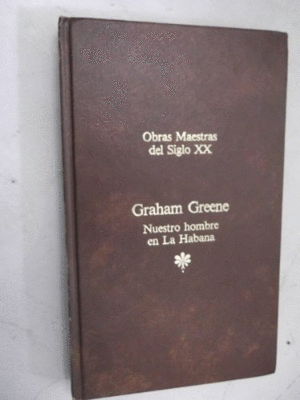 Obras Maestras
del Siglo XX
Graham Greene
Nuestro hombre
en La Habana